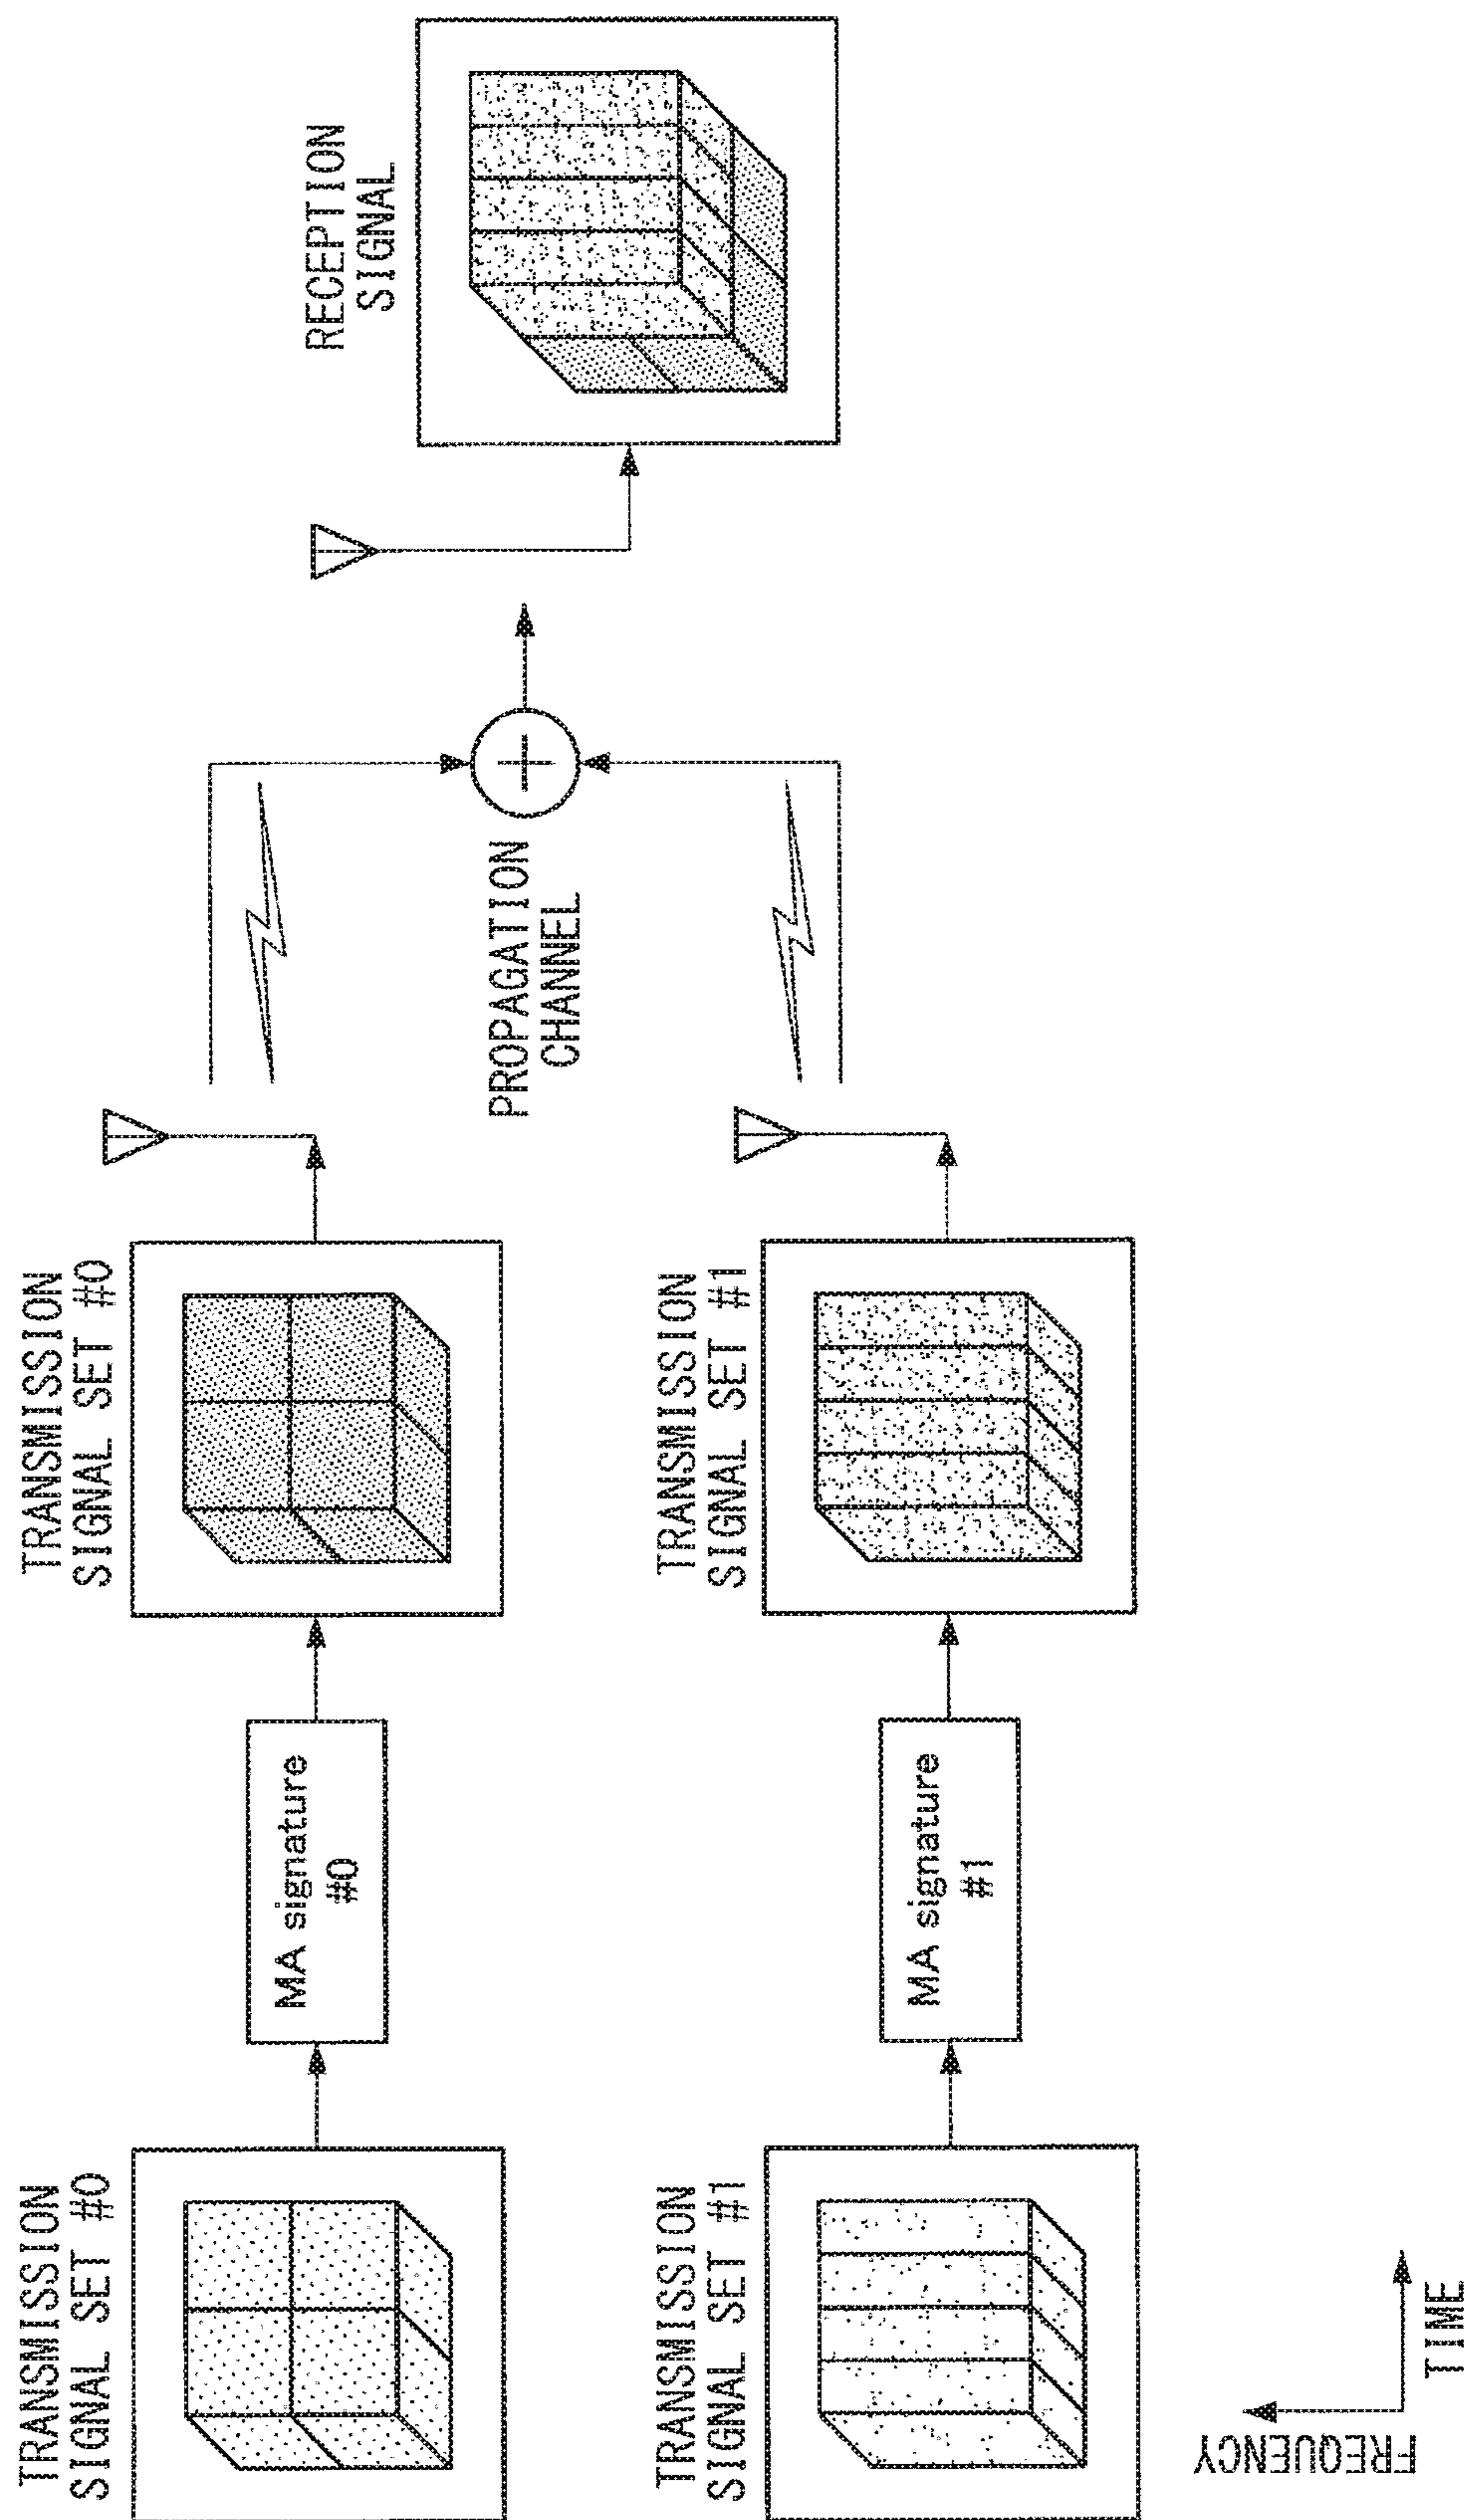 TRANSMISSION
SIGNAL SET #0
MA signature
#0
TRANSMISSION
SIGNAL SET #0
TRANSMISSION
SIGNAL SET #1
MA signature
#1
TRANSMISSION
SIGNAL SET #1
PROPAGATION
CHANNEL
RECEPTION
SIGNAL
FREQUENCY
TIME